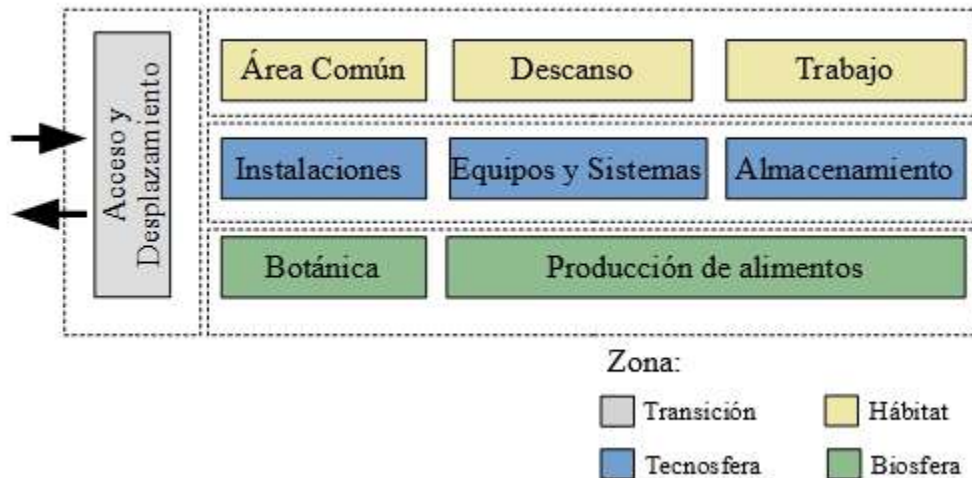 Acceso y
Desplazamiento
Área Común
Descanso
Trabajo
Instalaciones
Equipos y Sistemas
Almacenamiento
Botánica
Producción de alimentos
Zona:
Transición
Hábitat
Tecnosfera
Biosfera